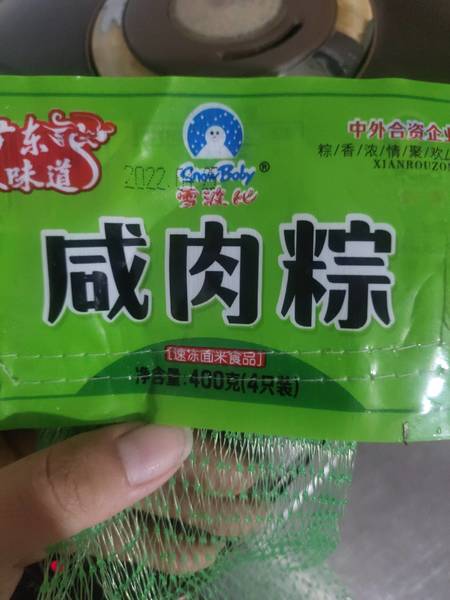 广东
味道
2022
SnowBaby®
雪波比
中外合资企业
粽/香/浓/情/聚/欢
XIANROUZO
咸肉粽
【速冻面米食品】
净含量:400克(4只装)